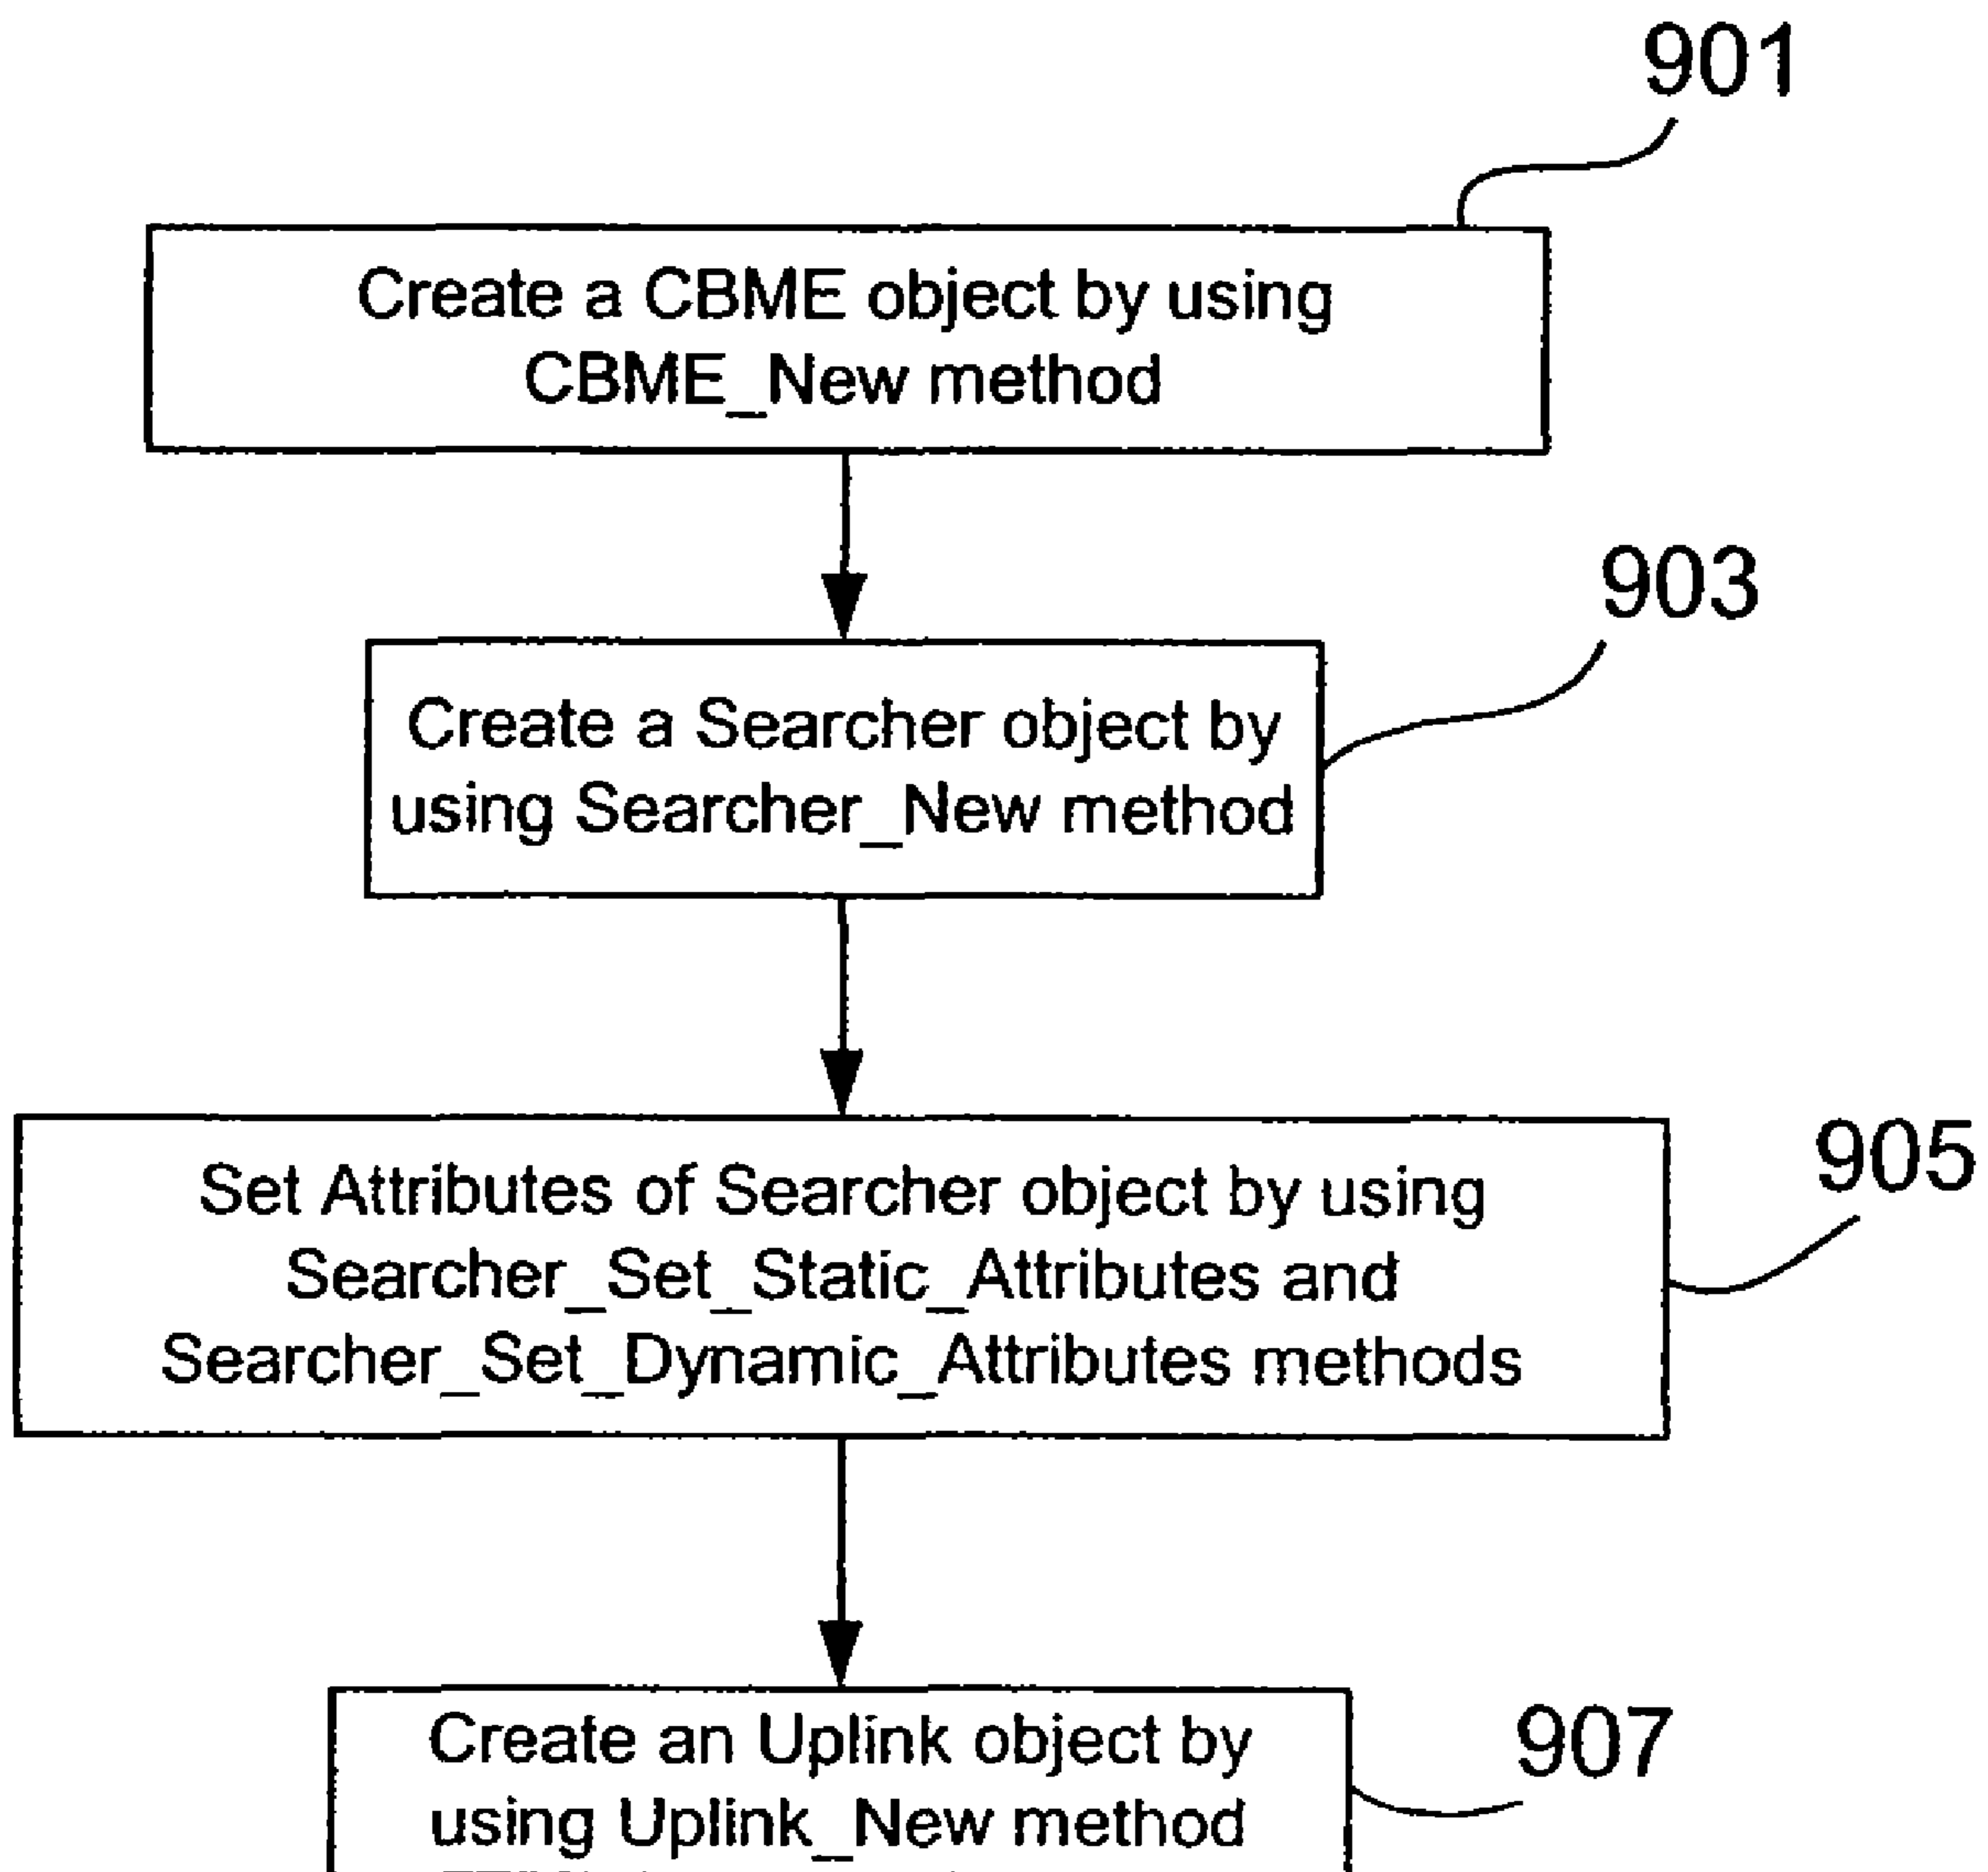 901
Create a CBME object by using
CBME_New method
903
Create a Searcher object by
using Searcher_New method
905
Set Attributes of Searcher object by using
Searcher_Set_Static_Attributes and
Searcher_Set_Dynamic_Attributes methods
907
Create an Uplink object by
using Uplink_New method